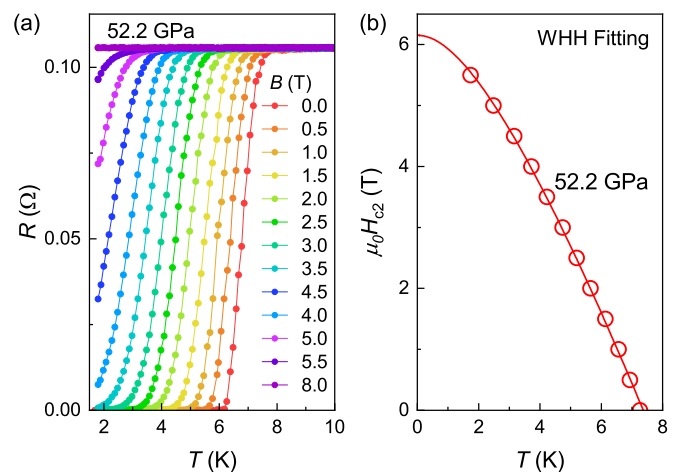 (a)
52.2 GPa
0.10
0.05
0.00
R (Ω)
B (T)
0.0
0.5
1.0
1.5
2.0
2.5
3.0
3.5
4.5
4.0
5.0
5.5
8.0
2 4 6 8 10
T (K)
(b)
WHH Fitting
52.2 GPa
6
4
2
0
μ0Hc2 (T)
0 2 4 6 8
T (K)